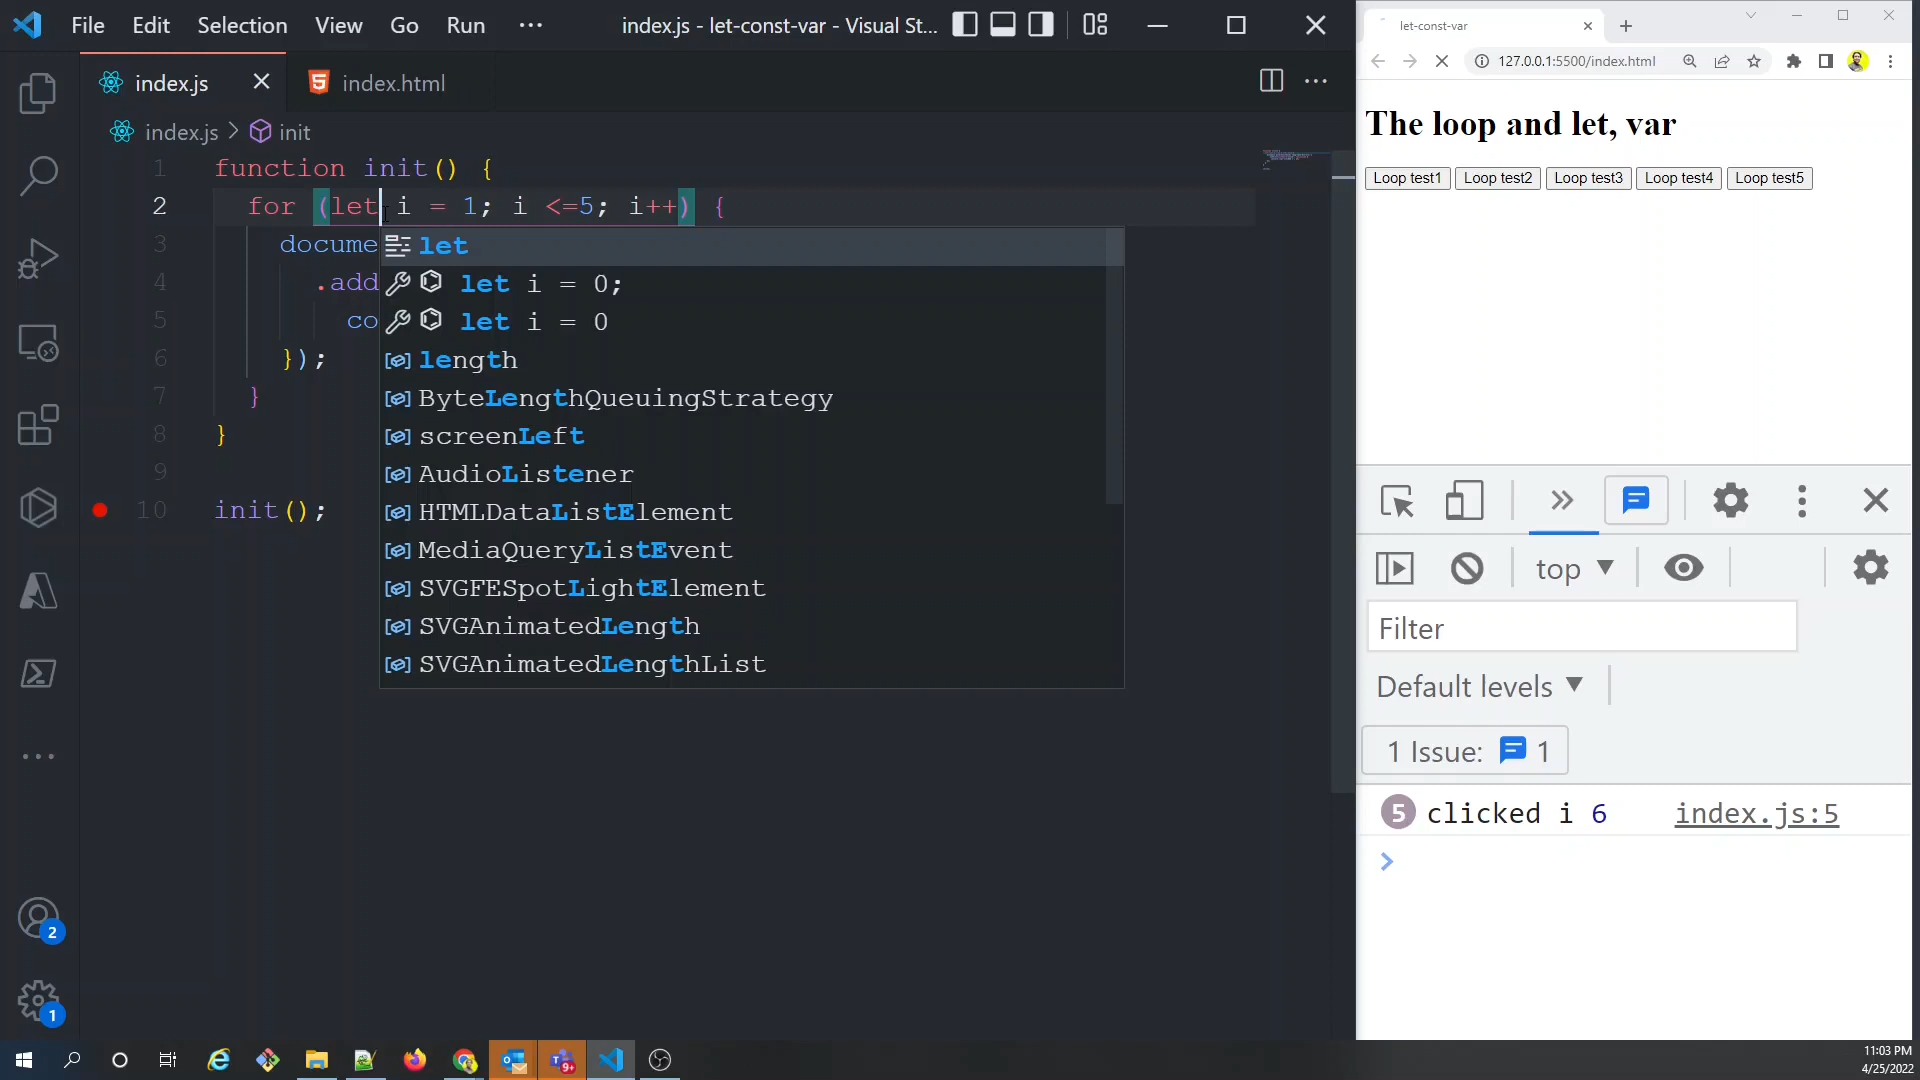 File Edit Selection View Go Run ··· index.js - let-const-var - Visual St...
index.js index.html
index.js > init
1 function init() {
2 for (let i = 1; i <=5; i++) {
3 docume
4 .add
5 co
6 });
7 }
8 }
9
10 init();
let
let i = 0;
let i = 0
length
ByteLengthQueuingStrategy
screenLeft
AudioListener
HTMLDataListElement
MediaQueryListEvent
SVGFESpotLightElement
SVGAnimatedLength
SVGAnimatedLengthList
2
1
let-const-var
127.0.0.1:5500/index.html
The loop and let, var
Loop test1 Loop test2 Loop test3 Loop test4 Loop test5
top
Filter
Default levels
1 Issue: 1
5 clicked i 6 index.js:5
9+
11:03 PM
4/25/2022